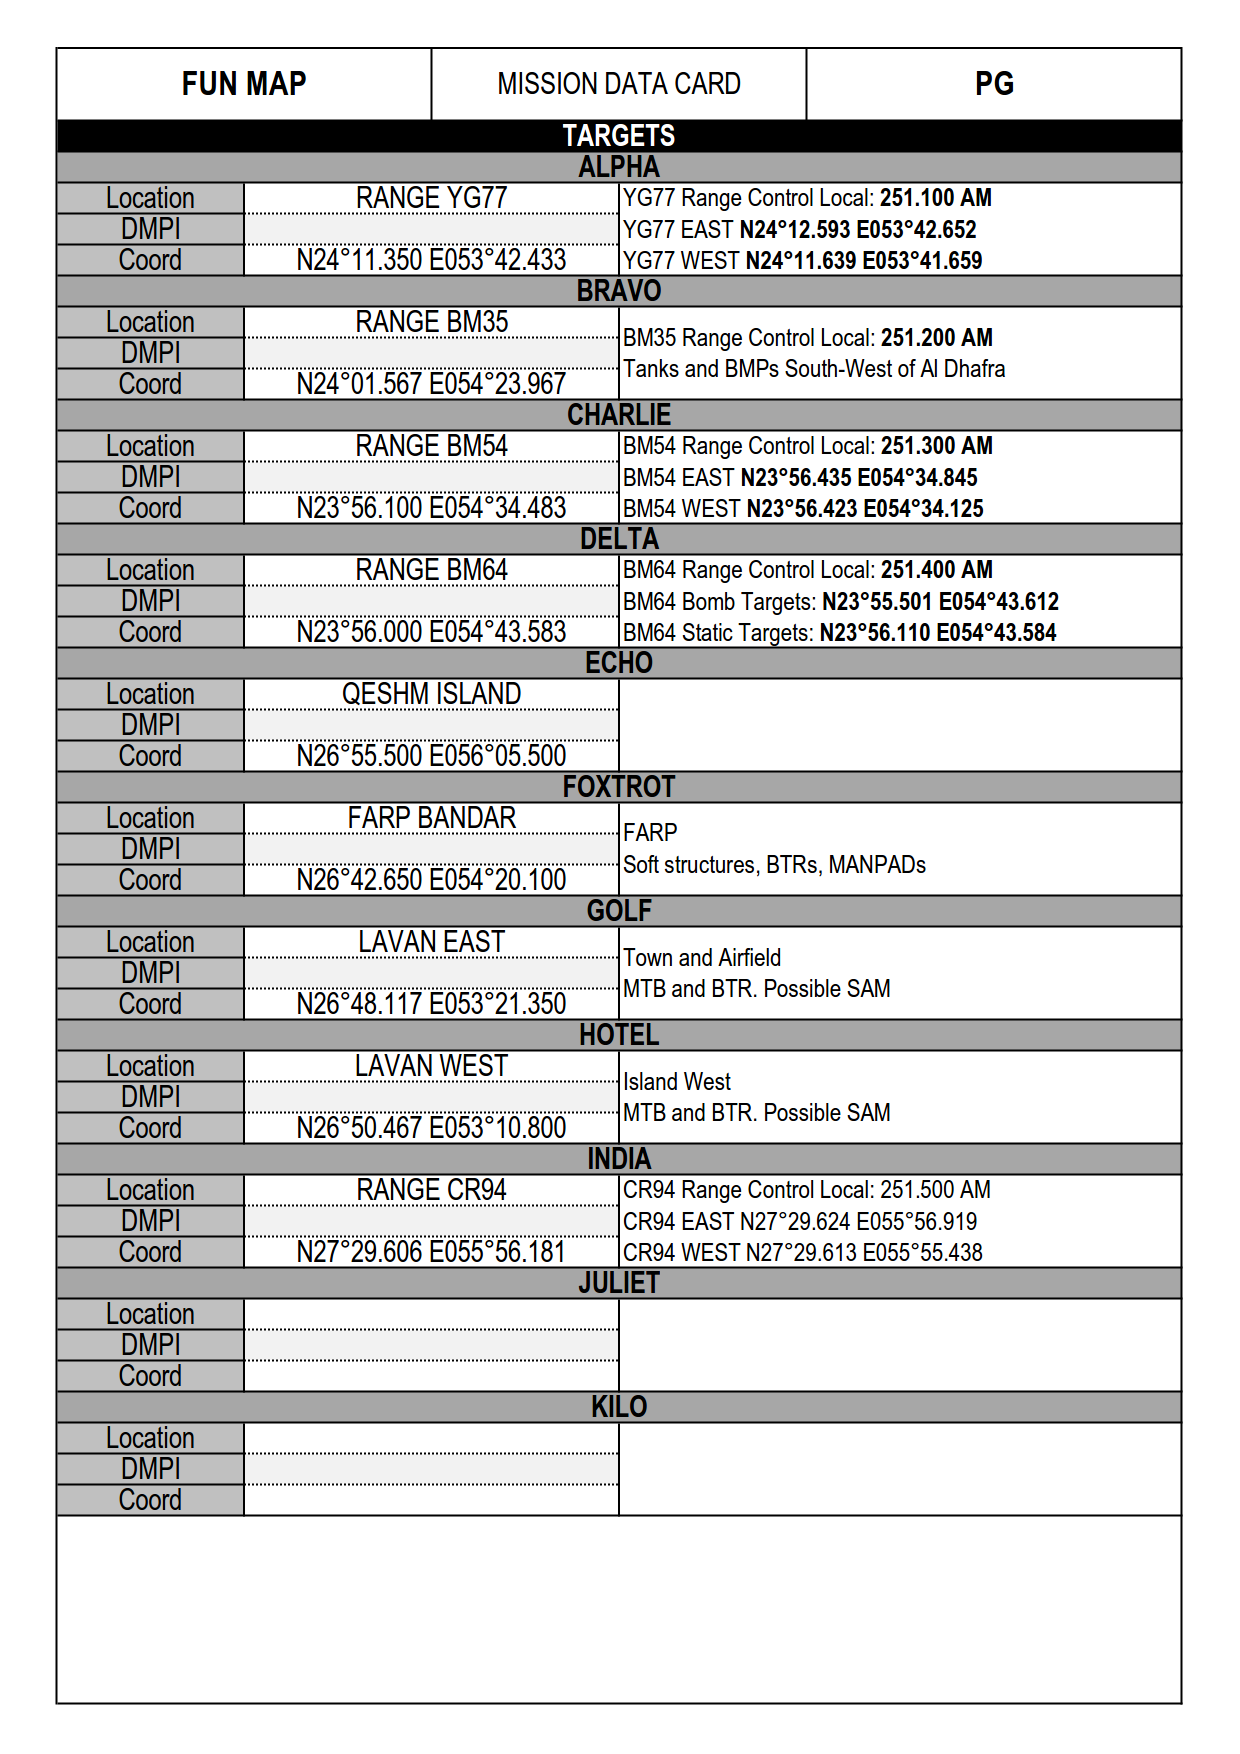 FUN MAP MISSION DATA CARD PG
TARGETS
ALPHA
Location RANGE YG77 YG77 Range Control Local: 251.100 AM
DMPI YG77 EAST N24°12.593 E053°42.652
Coord N24°11.350 E053°42.433 YG77 WEST N24°11.639 E053°41.659
BRAVO
Location RANGE BM35
DMPI
Coord N24°01.567 E054°23.967
BM35 Range Control Local: 251.200 AM
Tanks and BMPs South-West of Al Dhafra
CHARLIE
Location RANGE BM54 BM54 Range Control Local: 251.300 AM
DMPI BM54 EAST N23°56.435 E054°34.845
Coord N23°56.100 E054°34.483 BM54 WEST N23°56.423 E054°34.125
DELTA
Location RANGE BM64 BM64 Range Control Local: 251.400 AM
DMPI BM64 Bomb Targets: N23°55.501 E054°43.612
Coord N23°56.000 E054°43.583 BM64 Static Targets: N23°56.110 E054°43.584
ECHO
Location QESHM ISLAND
DMPI
Coord N26°55.500 E056°05.500
FOXTROT
Location FARP BANDAR
DMPI
Coord N26°42.650 E054°20.100
FARP
Soft structures, BTRs, MANPADs
GOLF
Location LAVAN EAST
DMPI
Coord N26°48.117 E053°21.350
Town and Airfield
MTB and BTR. Possible SAM
HOTEL
Location LAVAN WEST
DMPI
Coord N26°50.467 E053°10.800
Island West
MTB and BTR. Possible SAM
INDIA
Location RANGE CR94 CR94 Range Control Local: 251.500 AM
DMPI CR94 EAST N27°29.624 E055°56.919
Coord N27°29.606 E055°56.181 CR94 WEST N27°29.613 E055°55.438
JULIET
Location
DMPI
Coord
KILO
Location
DMPI
Coord